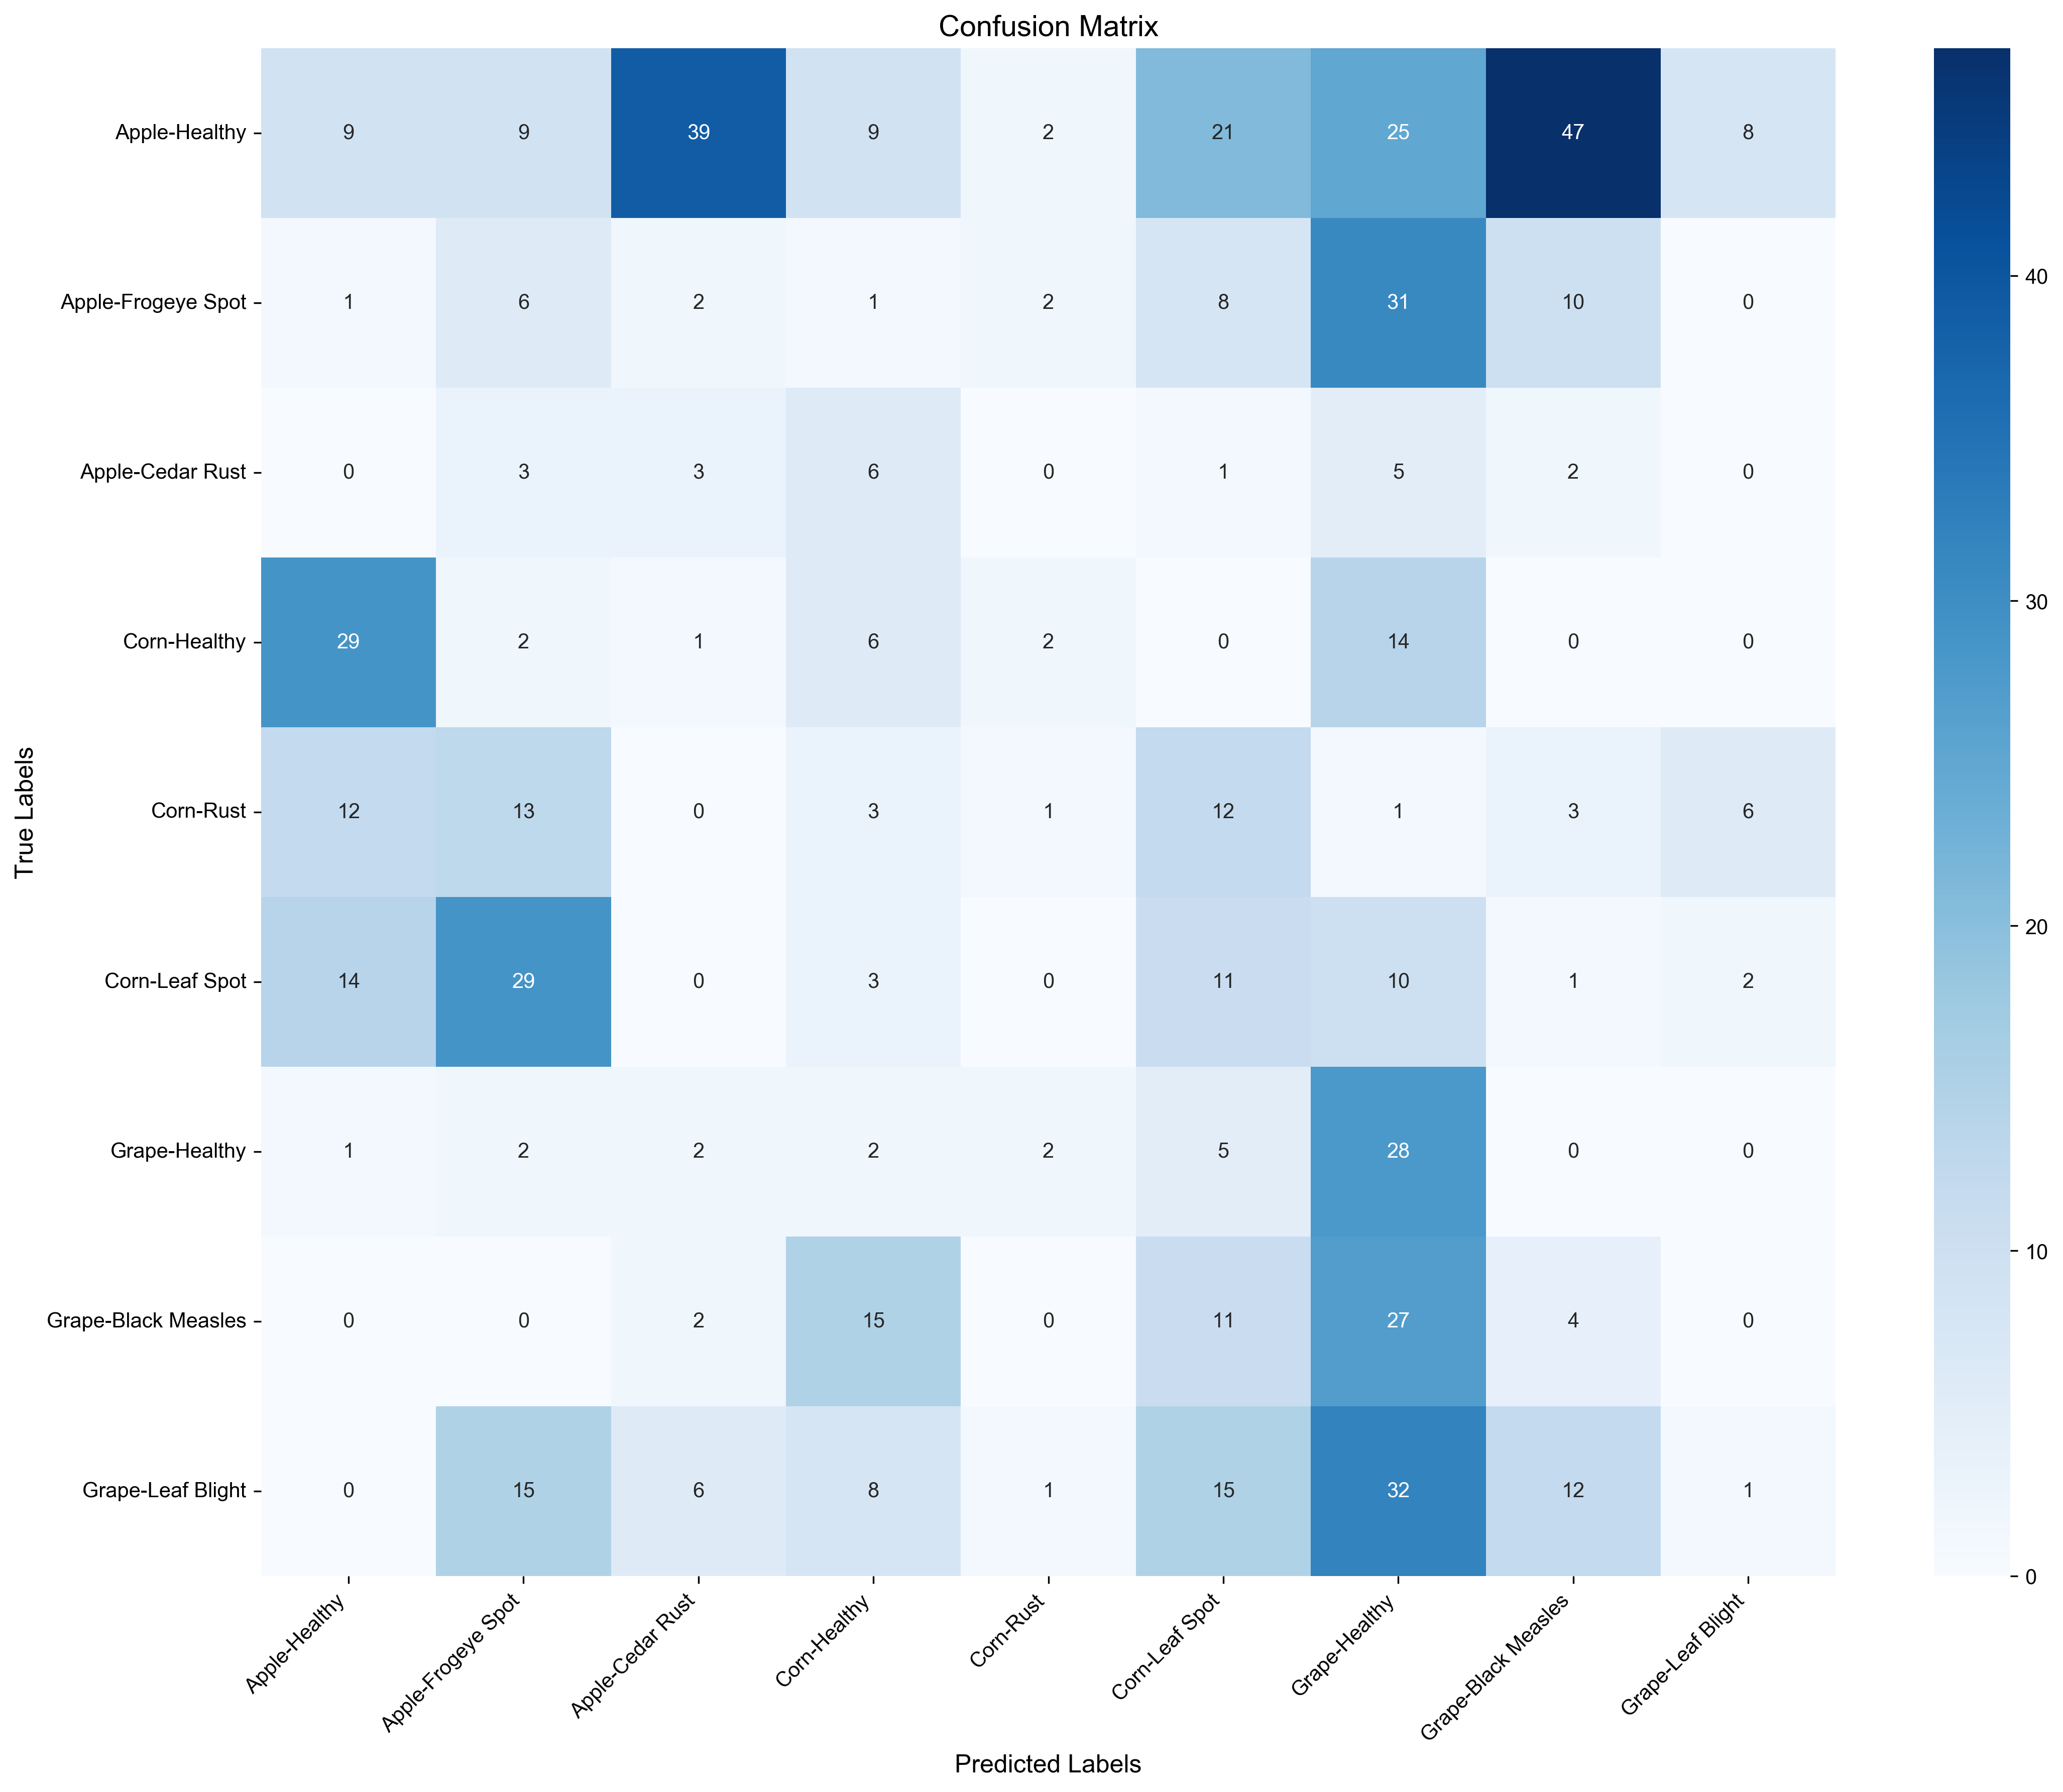 Confusion Matrix
Apple-Healthy 9 9 39 9 2 21 25 47 8
Apple-Frogeye Spot 1 6 2 1 2 8 31 10 0
Apple-Cedar Rust 0 3 3 6 0 1 5 2 0
Corn-Healthy 29 2 1 6 2 0 14 0 0
Corn-Rust 12 13 0 3 1 12 1 3 6
Corn-Leaf Spot 14 29 0 3 0 11 10 1 2
Grape-Healthy 1 2 2 2 2 5 28 0 0
Grape-Black Measles 0 0 2 15 0 11 27 4 0
Grape-Leaf Blight 0 15 6 8 1 15 32 12 1
True Labels
Apple-Healthy
Apple-Frogeye Spot
Apple-Cedar Rust
Corn-Healthy
Corn-Rust
Corn-Leaf Spot
Grape-Healthy
Grape-Black Measles
Grape-Leaf Blight
Predicted Labels
40
30
20
10
0